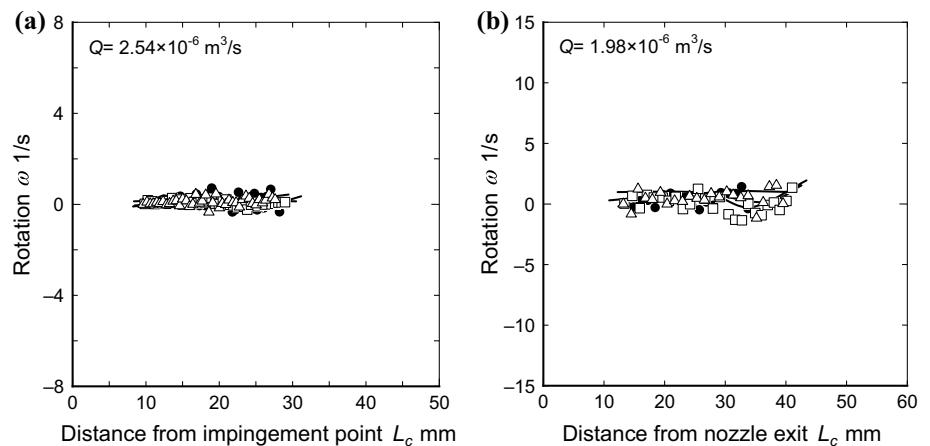 (a)
Q= 2.54×10⁻⁶ m³/s
8
4
0
–4
–8
Rotation ω 1/s
0 10 20 30 40 50
Distance from impingement point L_c mm
(b)
Q= 1.98×10⁻⁶ m³/s
15
10
5
0
–5
–10
–15
Rotation ω 1/s
0 10 20 30 40 50 60
Distance from nozzle exit L_c mm